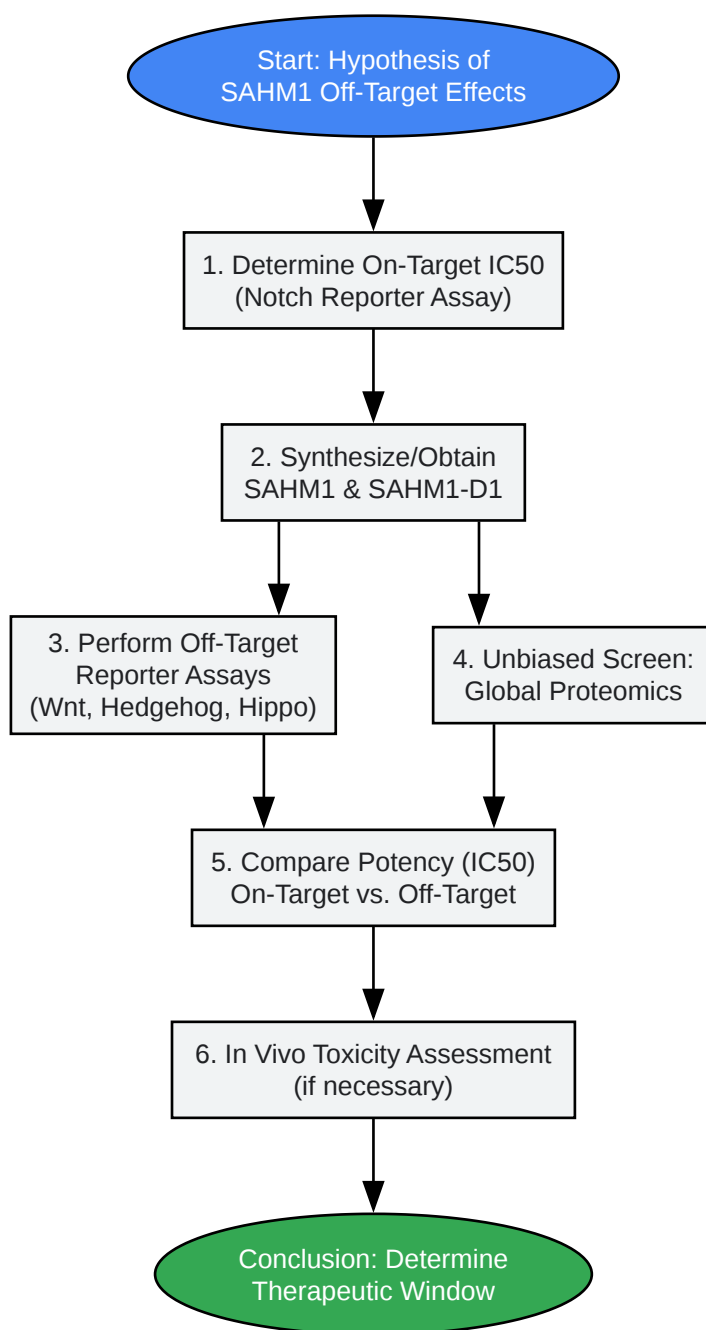 Start: Hypothesis of
SAHM1 Off-Target Effects
1. Determine On-Target IC50
(Notch Reporter Assay)
2. Synthesize/Obtain
SAHM1 & SAHM1-D1
3. Perform Off-Target
Reporter Assays
(Wnt, Hedgehog, Hippo)
4. Unbiased Screen:
Global Proteomics
5. Compare Potency (IC50)
On-Target vs. Off-Target
6. In Vivo Toxicity Assessment
(if necessary)
Conclusion: Determine
Therapeutic Window